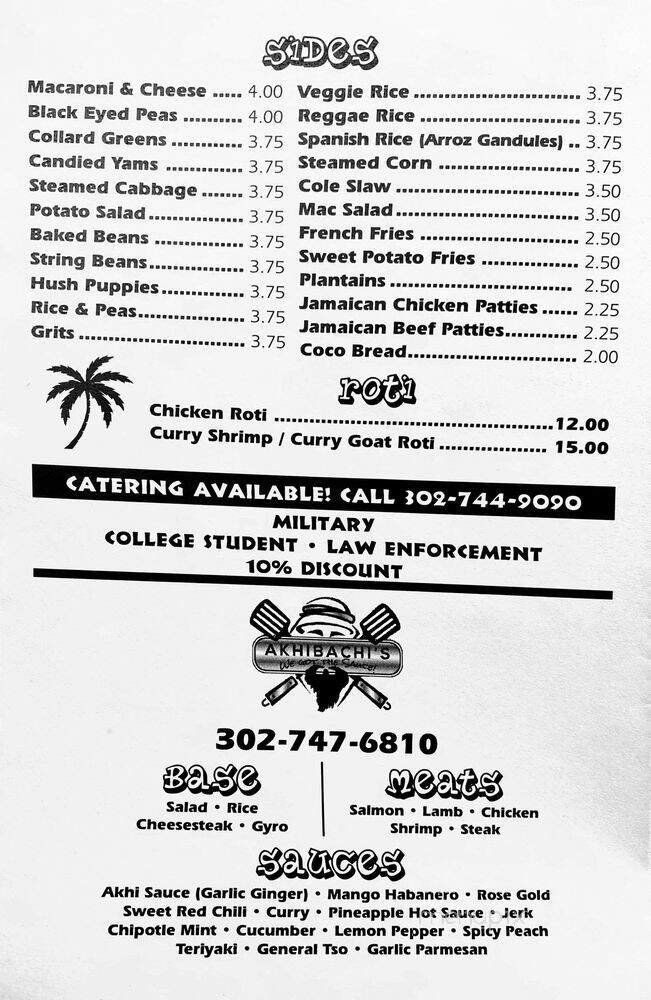 Sides
Macaroni & Cheese ..... 4.00
Black Eyed Peas .......... 4.00
Collard Greens ............. 3.75
Candied Yams .............. 3.75
Steamed Cabbage ....... 3.75
Potato Salad................. 3.75
Baked Beans ................ 3.75
String Beans................. 3.75
Hush Puppies............... 3.75
Rice & Peas................... 3.75
Grits .............................. 3.75
Veggie Rice .............................. 3.75
Reggae Rice ............................. 3.75
Spanish Rice (Arroz Gandules) .. 3.75
Steamed Corn ......................... 3.75
Cole Slaw ................................. 3.50
Mac Salad................................. 3.50
French Fries ............................. 2.50
Sweet Potato Fries .................. 2.50
Plantains ................................. 2.50
Jamaican Chicken Patties ...... 2.25
Jamaican Beef Patties............. 2.25
Coco Bread.............................. 2.00
roti
Chicken Roti ..................................................12.00
Curry Shrimp / Curry Goat Roti ................... 15.00
CATERING AVAILABLE! CALL 302-744-9090
MILITARY
COLLEGE STUDENT • LAW ENFORCEMENT
10% DISCOUNT
AKHIBACHI'S
WE GOT THE SAUCE!
302-747-6810
Base
Salad • Rice
Cheesesteak • Gyro
Meats
Salmon • Lamb • Chicken
Shrimp • Steak
Sauces
Akhi Sauce (Garlic Ginger) • Mango Habanero • Rose Gold
Sweet Red Chili • Curry • Pineapple Hot Sauce • Jerk
Chipotle Mint • Cucumber • Lemon Pepper • Spicy Peach
Teriyaki • General Tso • Garlic Parmesan